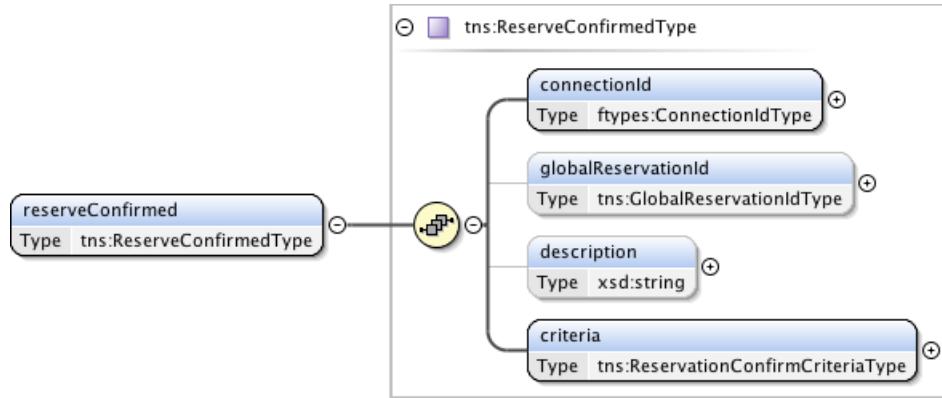 tns:ReserveConfirmedType
connectionId
Type ftypes:ConnectionIdType
globalReservationId
Type tns:GlobalReservationIdType
reserveConfirmed
Type tns:ReserveConfirmedType
description
Type xsd:string
criteria
Type tns:ReservationConfirmCriteriaType